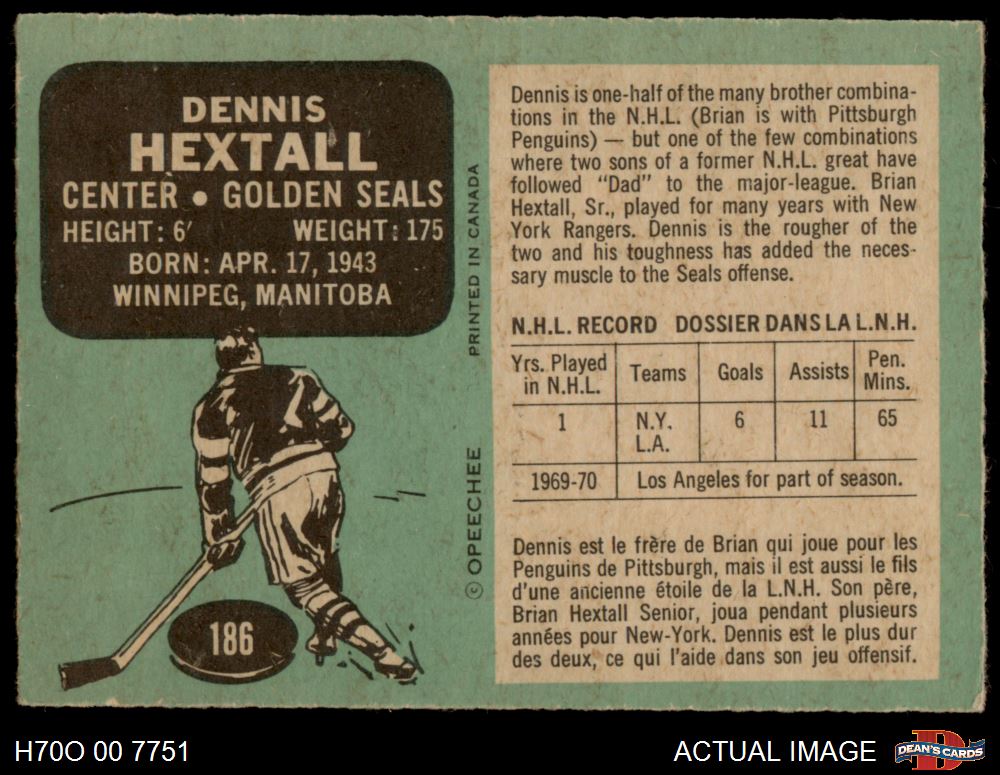 DENNIS
HEXTALL
CENTER • GOLDEN SEALS
HEIGHT: 6' WEIGHT: 175
BORN: APR. 17, 1943
WINNIPEG, MANITOBA
186
© OPEECHEE
PRINTED IN CANADA
Dennis is one-half of the many brother combina-
tions in the N.H.L. (Brian is with Pittsburgh
Penguins) — but one of the few combinations
where two sons of a former N.H.L. great have
followed "Dad" to the major-league. Brian
Hextall, Sr., played for many years with New
York Rangers. Dennis is the rougher of the
two and his toughness has added the neces-
sary muscle to the Seals offense.
N.H.L. RECORD DOSSIER DANS LA L.N.H.
Yrs. Played in N.H.L. Teams Goals Assists Pen. Mins.
1 N.Y. 6 11 65
L.A.
1969-70 Los Angeles for part of season.
Dennis est le frère de Brian qui joue pour les
Penguins de Pittsburgh, mais il est aussi le fils
d'une ancienne étoile de la L.N.H. Son père,
Brian Hextall Senior, joua pendant plusieurs
années pour New-York. Dennis est le plus dur
des deux, ce qui l'aide dans son jeu offensif.
H70O 00 7751
ACTUAL IMAGE
DEAN'S CARDS